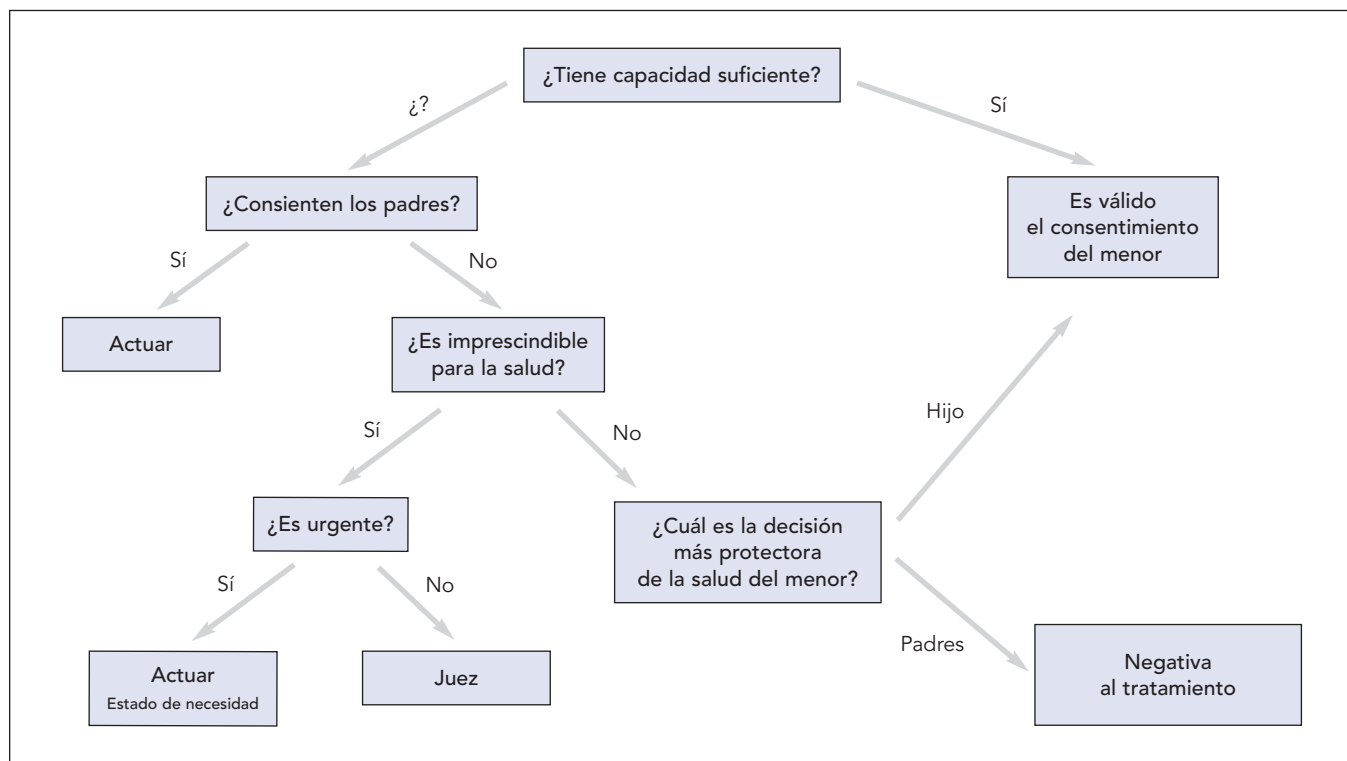 ¿Tiene capacidad suficiente?
¿?
Sí
¿Consienten los padres?
Es válido
el consentimiento
del menor
Sí
No
Actuar
¿Es imprescindible
para la salud?
Hijo
Sí
No
¿Es urgente?
¿Cuál es la decisión
más protectora
de la salud del menor?
Sí
No
Padres
Actuar
Estado de necesidad
Juez
Negativa
al tratamiento